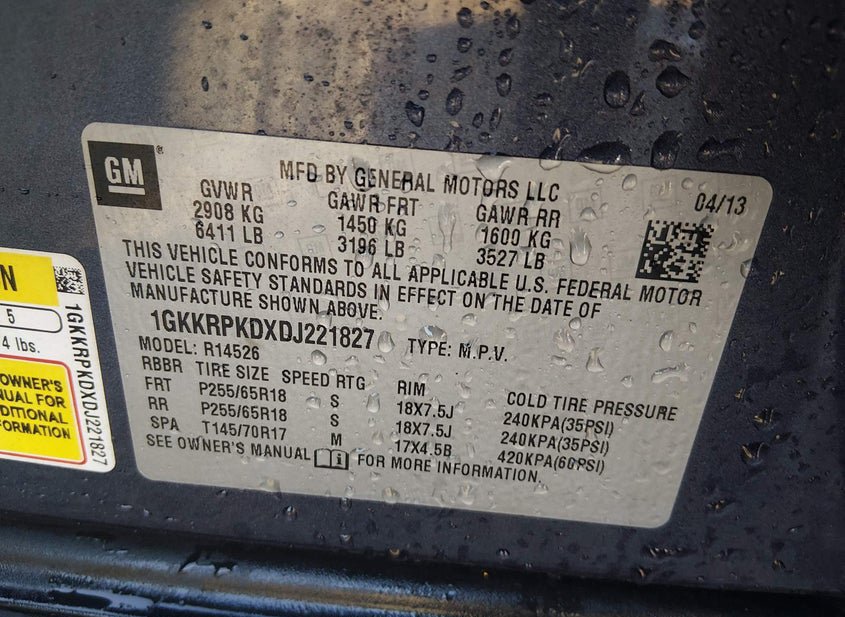 GM
MFD BY GENERAL MOTORS LLC
04/13
GVWR GAWR FRT GAWR RR
2908 KG 1450 KG 1600 KG
6411 LB 3196 LB 3527 LB
THIS VEHICLE CONFORMS TO ALL APPLICABLE U.S. FEDERAL MOTOR
VEHICLE SAFETY STANDARDS IN EFFECT ON THE DATE OF
MANUFACTURE SHOWN ABOVE.
1GKKRPKDXDJ221827 TYPE: M.P.V.
MODEL: R14526
RBBR TIRE SIZE SPEED RTG RIM COLD TIRE PRESSURE
FRT P255/65R18 S 18X7.5J 240KPA(35PSI)
RR P255/65R18 S 18X7.5J 240KPA(35PSI)
SPA T145/70R17 M 17X4.5B 420KPA(60PSI)
SEE OWNER'S MANUAL FOR MORE INFORMATION.
N
5
4 lbs.
OWNER'S
FOR
1GKKRPKDXDJ221827